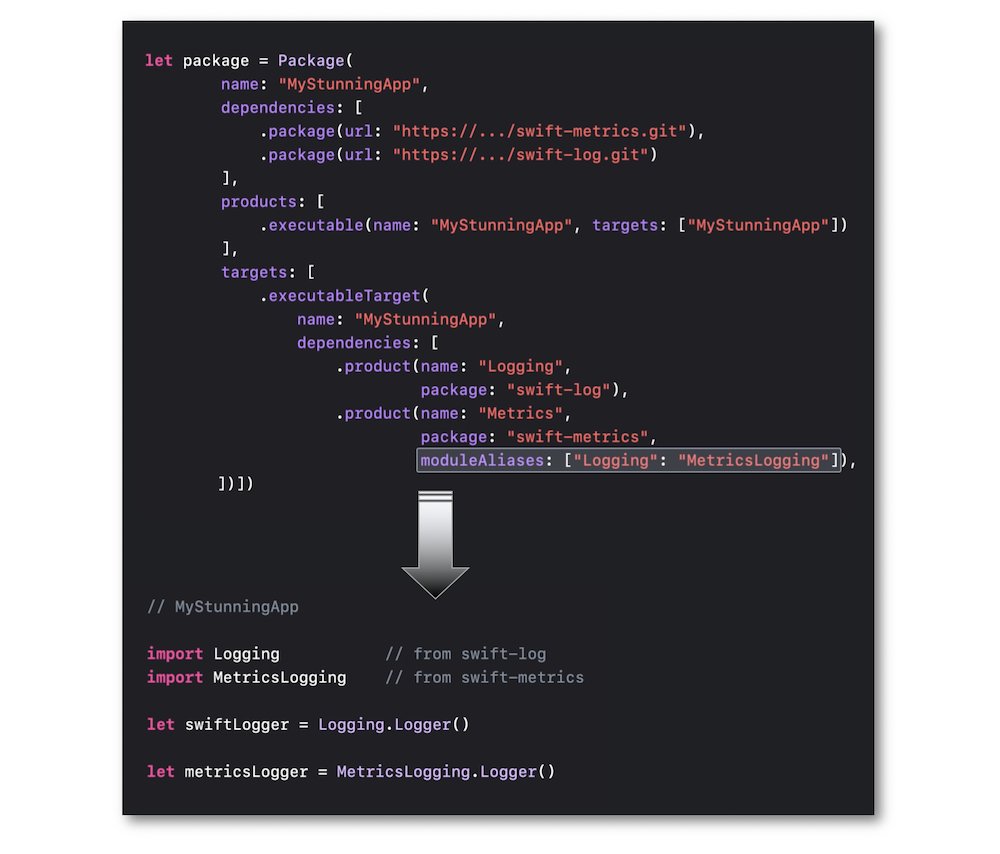 let package = Package(
        name: "MyStunningApp",
        dependencies: [
            .package(url: "https://.../swift-metrics.git"),
            .package(url: "https://.../swift-log.git")
        ],
        products: [
            .executable(name: "MyStunningApp", targets: ["MyStunningApp"])
        ],
        targets: [
            .executableTarget(
                name: "MyStunningApp",
                dependencies: [
                    .product(name: "Logging",
                             package: "swift-log"),
                    .product(name: "Metrics",
                             package: "swift-metrics",
                             moduleAliases: ["Logging": "MetricsLogging"]),
        ])])
// MyStunningApp
import Logging           // from swift-log
import MetricsLogging    // from swift-metrics
let swiftLogger = Logging.Logger()
let metricsLogger = MetricsLogging.Logger()